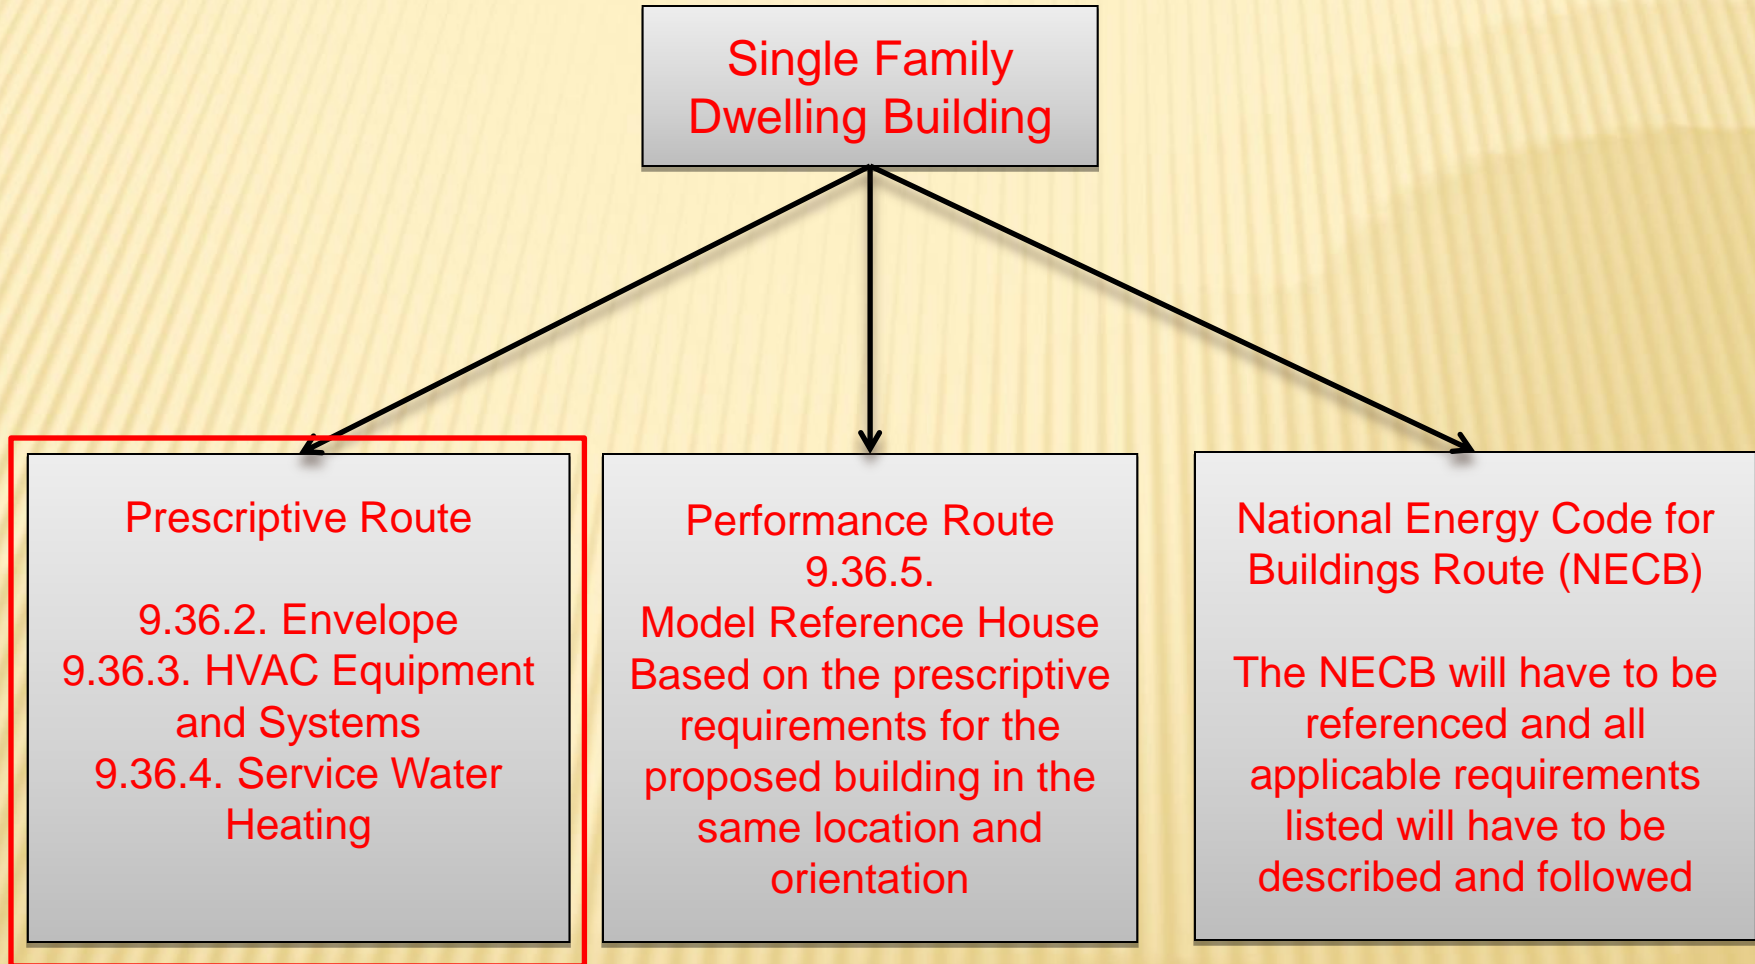 Single Family
Dwelling Building
Prescriptive Route
9.36.2. Envelope
9.36.3. HVAC Equipment
and Systems
9.36.4. Service Water
Heating
Performance Route
9.36.5.
Model Reference House
Based on the prescriptive
requirements for the
proposed building in the
same location and
orientation
National Energy Code for
Buildings Route (NECB)
The NECB will have to be
referenced and all
applicable requirements
listed will have to be
described and followed